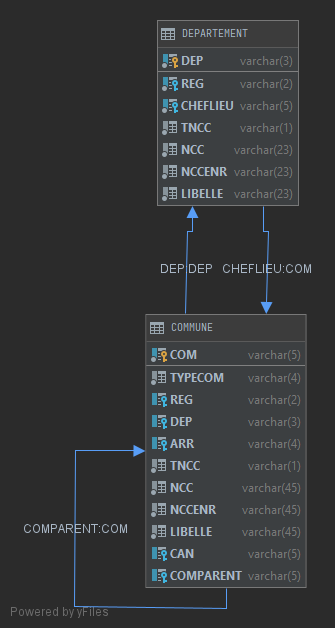 DEPARTEMENT
DEP varchar(3)
REG varchar(2)
CHEFLIEU varchar(5)
TNCC varchar(1)
NCC varchar(23)
NCCENR varchar(23)
LIBELLE varchar(23)
DEP:DEP CHEFLIEU:COM
COMMUNE
COM varchar(5)
TYPECOM varchar(4)
REG varchar(2)
DEP varchar(3)
ARR varchar(4)
TNCC varchar(1)
NCC varchar(45)
NCCENR varchar(45)
LIBELLE varchar(45)
CAN varchar(5)
COMPARENT varchar(5)
COMPARENT:COM
Powered by yFiles